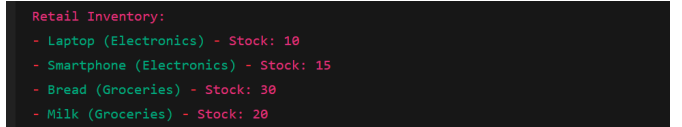 Retail Inventory:
- Laptop (Electronics) - Stock: 10
- Smartphone (Electronics) - Stock: 15
- Bread (Groceries) - Stock: 30
- Milk (Groceries) - Stock: 20